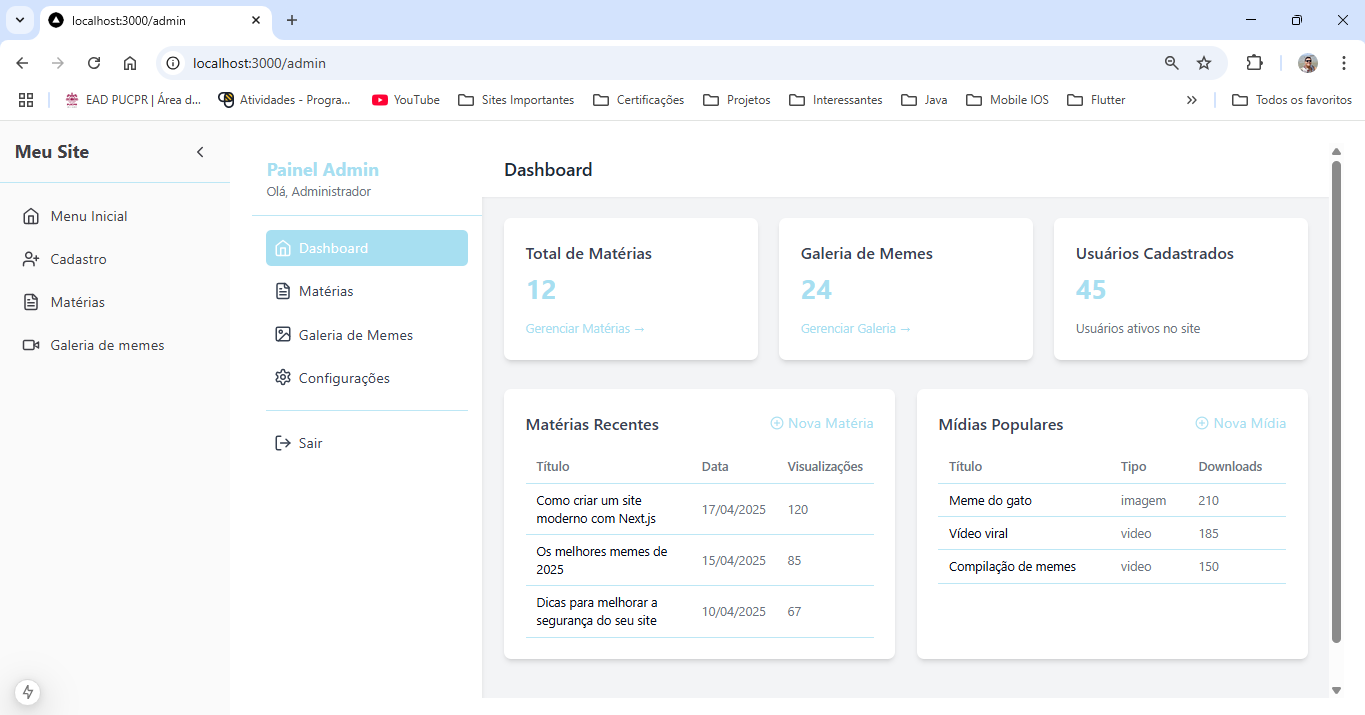 localhost:3000/admin
localhost:3000/admin
EAD PUCPR | Área d...
Atividades - Progra...
YouTube
Sites Importantes
Certificações
Projetos
Interessantes
Java
Mobile IOS
Flutter
Todos os favoritos
Meu Site
Menu Inicial
Cadastro
Matérias
Galeria de memes
Painel Admin
Olá, Administrador
Dashboard
Matérias
Galeria de Memes
Configurações
Sair
Dashboard
Total de Matérias
12
Gerenciar Matérias →
Galeria de Memes
24
Gerenciar Galeria →
Usuários Cadastrados
45
Usuários ativos no site
Matérias Recentes
Nova Matéria
Título Data Visualizações
Como criar um site
moderno com Next.js
17/04/2025 120
Os melhores memes de
2025
15/04/2025 85
Dicas para melhorar a
segurança do seu site
10/04/2025 67
Mídias Populares
Nova Mídia
Título Tipo Downloads
Meme do gato imagem 210
Vídeo viral video 185
Compilação de memes video 150